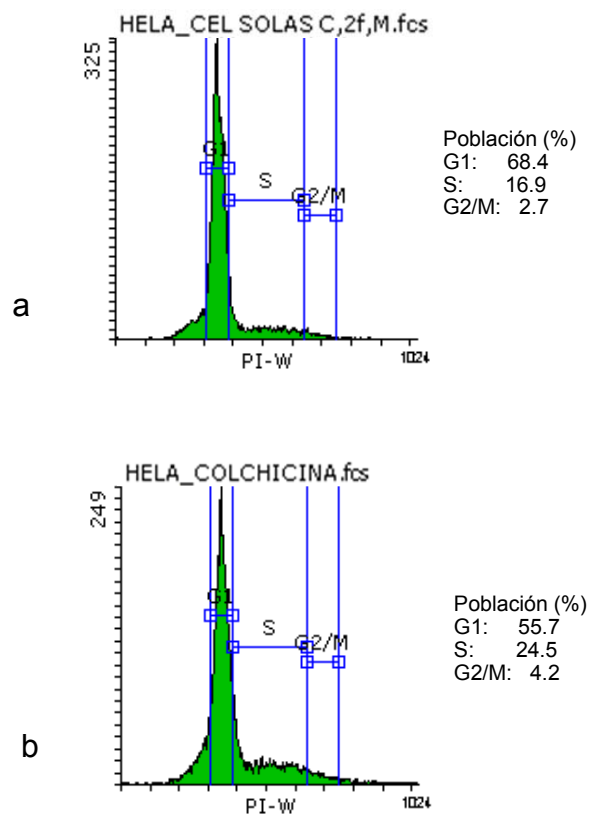 HELA_CEL SOLAS C,2f,M.fcs
325
G1
S
G2/M
PI-W
1024
Población (%)
G1: 68.4
S: 16.9
G2/M: 2.7
a
HELA_COLCHICINA.fcs
249
G1
S
G2/M
PI-W
1024
Población (%)
G1: 55.7
S: 24.5
G2/M: 4.2
b